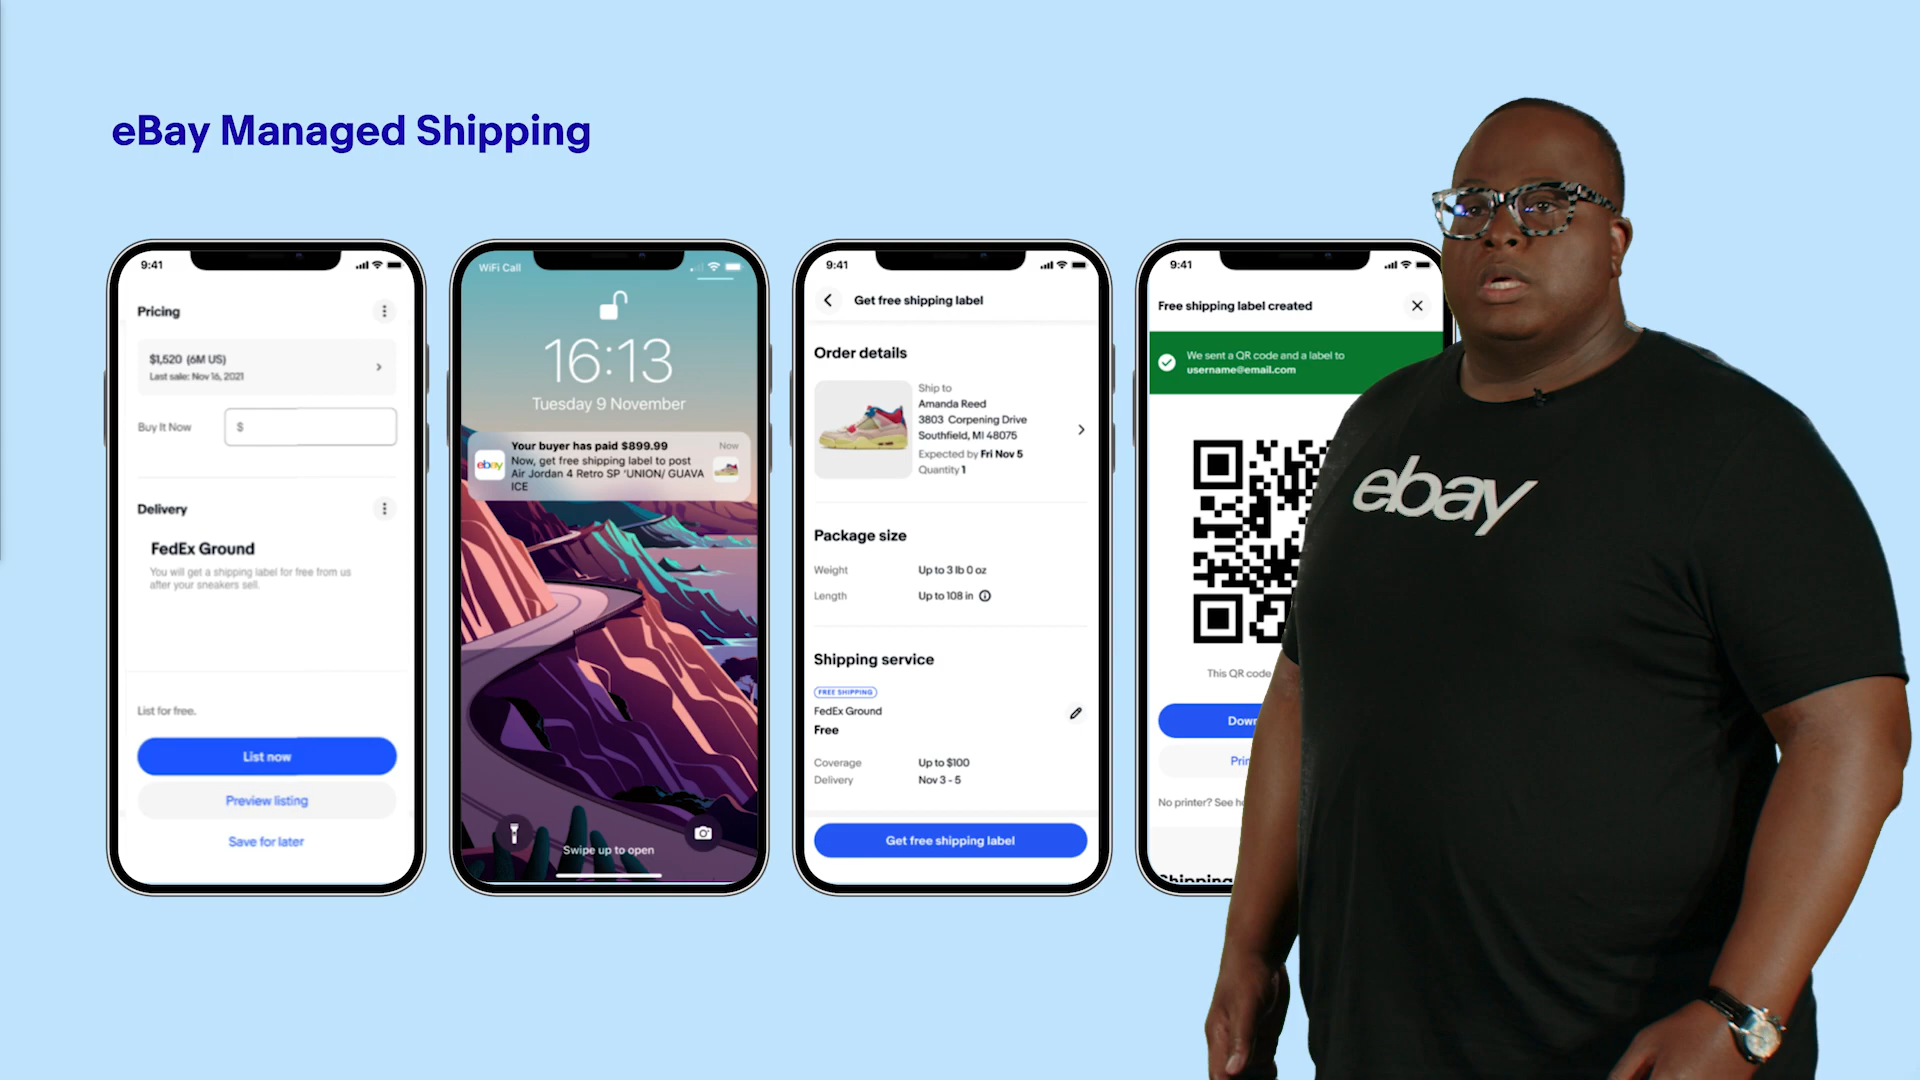 eBay Managed Shipping
9:41
Pricing
$1,520 (6M US)
Last sale: Nov 16, 2021
Buy It Now
$
Delivery
FedEx Ground
You will get a shipping label for free from us
after your sneakers sell.
List for free.
List now
Preview listing
Save for later
WiFi Call
16:13
Tuesday 9 November
ebay
Your buyer has paid $899.99
Now
Now, get free shipping label to post
Air Jordan 4 Retro SP 'UNION/ GUAVA
ICE
Swipe up to open
9:41
Get free shipping label
Order details
Ship to
Amanda Reed
3803 Corpening Drive
Southfield, MI 48075
Expected by Fri Nov 5
Quantity 1
Package size
Weight
Up to 3 lb 0 oz
Length
Up to 108 in
Shipping service
FREE SHIPPING
FedEx Ground
Free
Coverage
Up to $100
Delivery
Nov 3 - 5
Get free shipping label
9:41
Free shipping label created
We sent a QR code and a label to
username@email.com
This QR code
No printer? See
Shipping
ebay